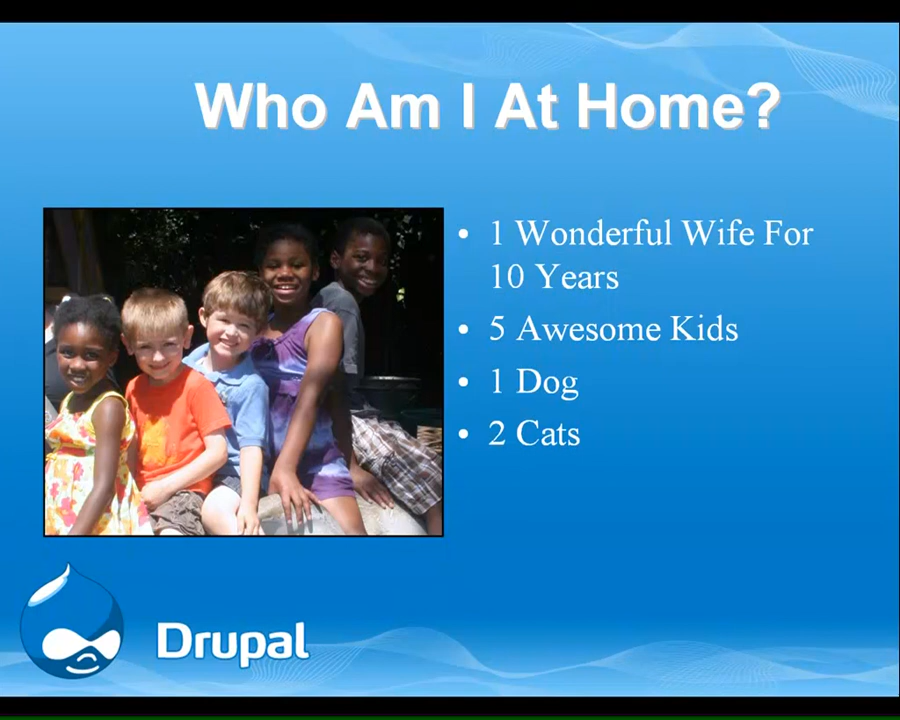 Who Am I At Home?
• 1 Wonderful Wife For
10 Years
• 5 Awesome Kids
• 1 Dog
• 2 Cats
Drupal